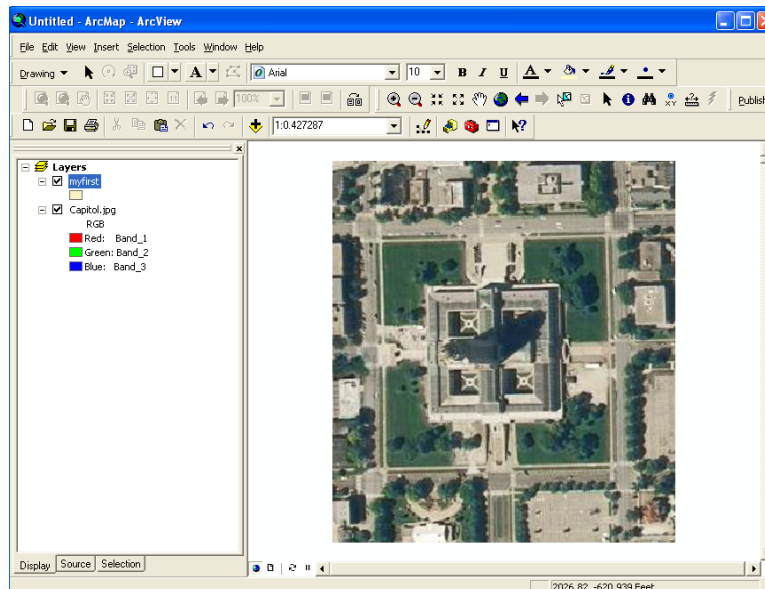 Untitled - ArcMap - ArcView
File Edit View Insert Selection Tools Window Help
Drawing A Arial 10 B I U A
100% Publish
1:0.427287
Layers
myfirst
Capitol.jpg
RGB
Red: Band_1
Green: Band_2
Blue: Band_3
Display Source Selection
2026.82 -620.939 Feet